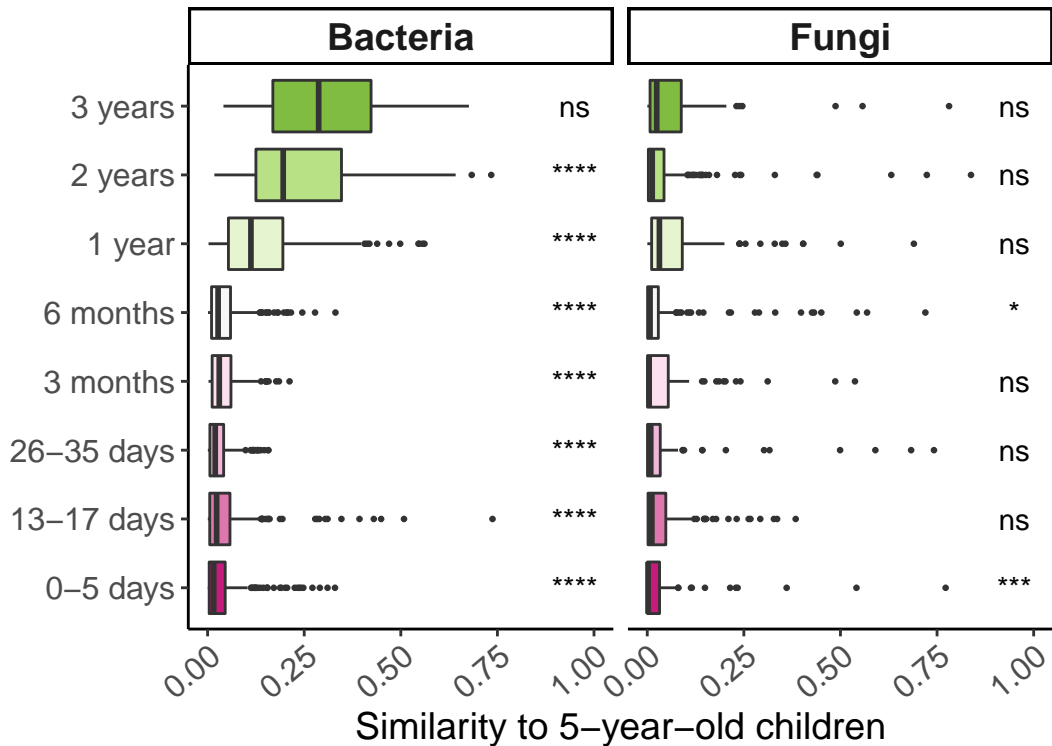 Bacteria Fungi
3 years ns ns
2 years **** ns
1 year **** ns
6 months **** *
3 months **** ns
26−35 days **** ns
13−17 days **** ns
0−5 days **** ***
0.00 0.25 0.50 0.75 1.00 0.00 0.25 0.50 0.75 1.00
Similarity to 5−year−old children